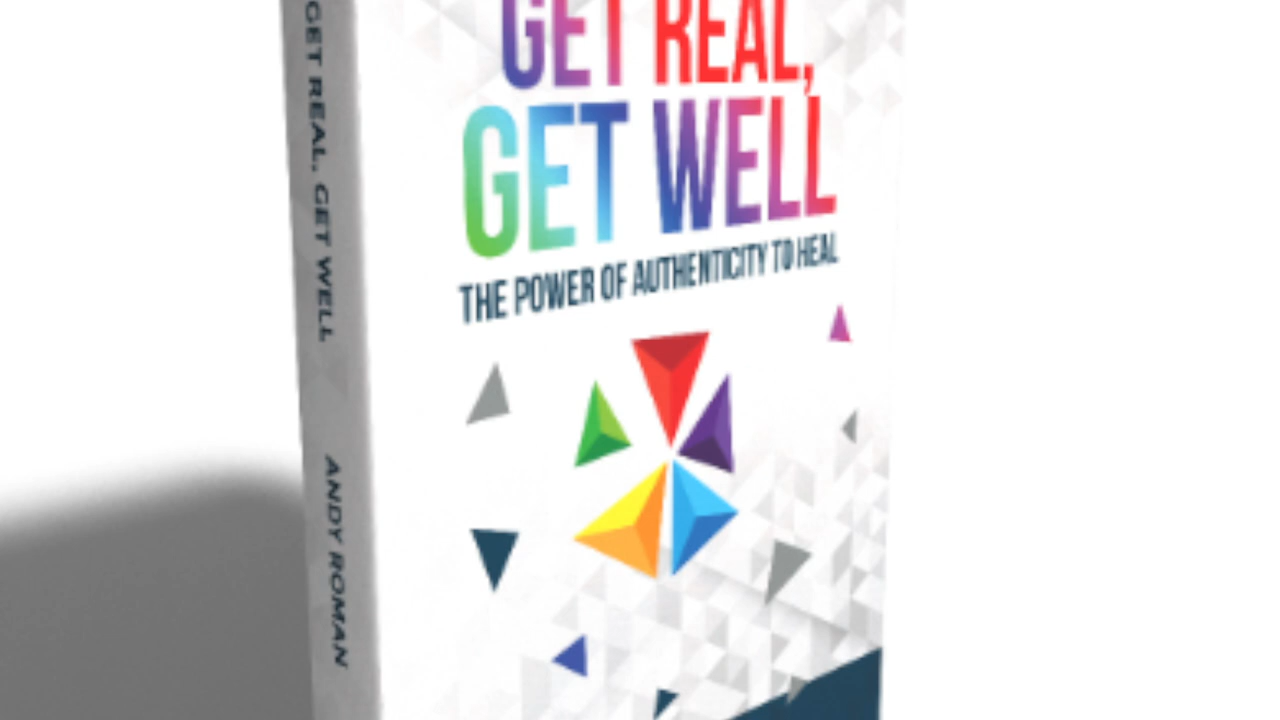 GET REAL, GET WELL
ANDY ROMAN
GET REAL,
GET WELL
THE POWER OF AUTHENTICITY TO HEAL